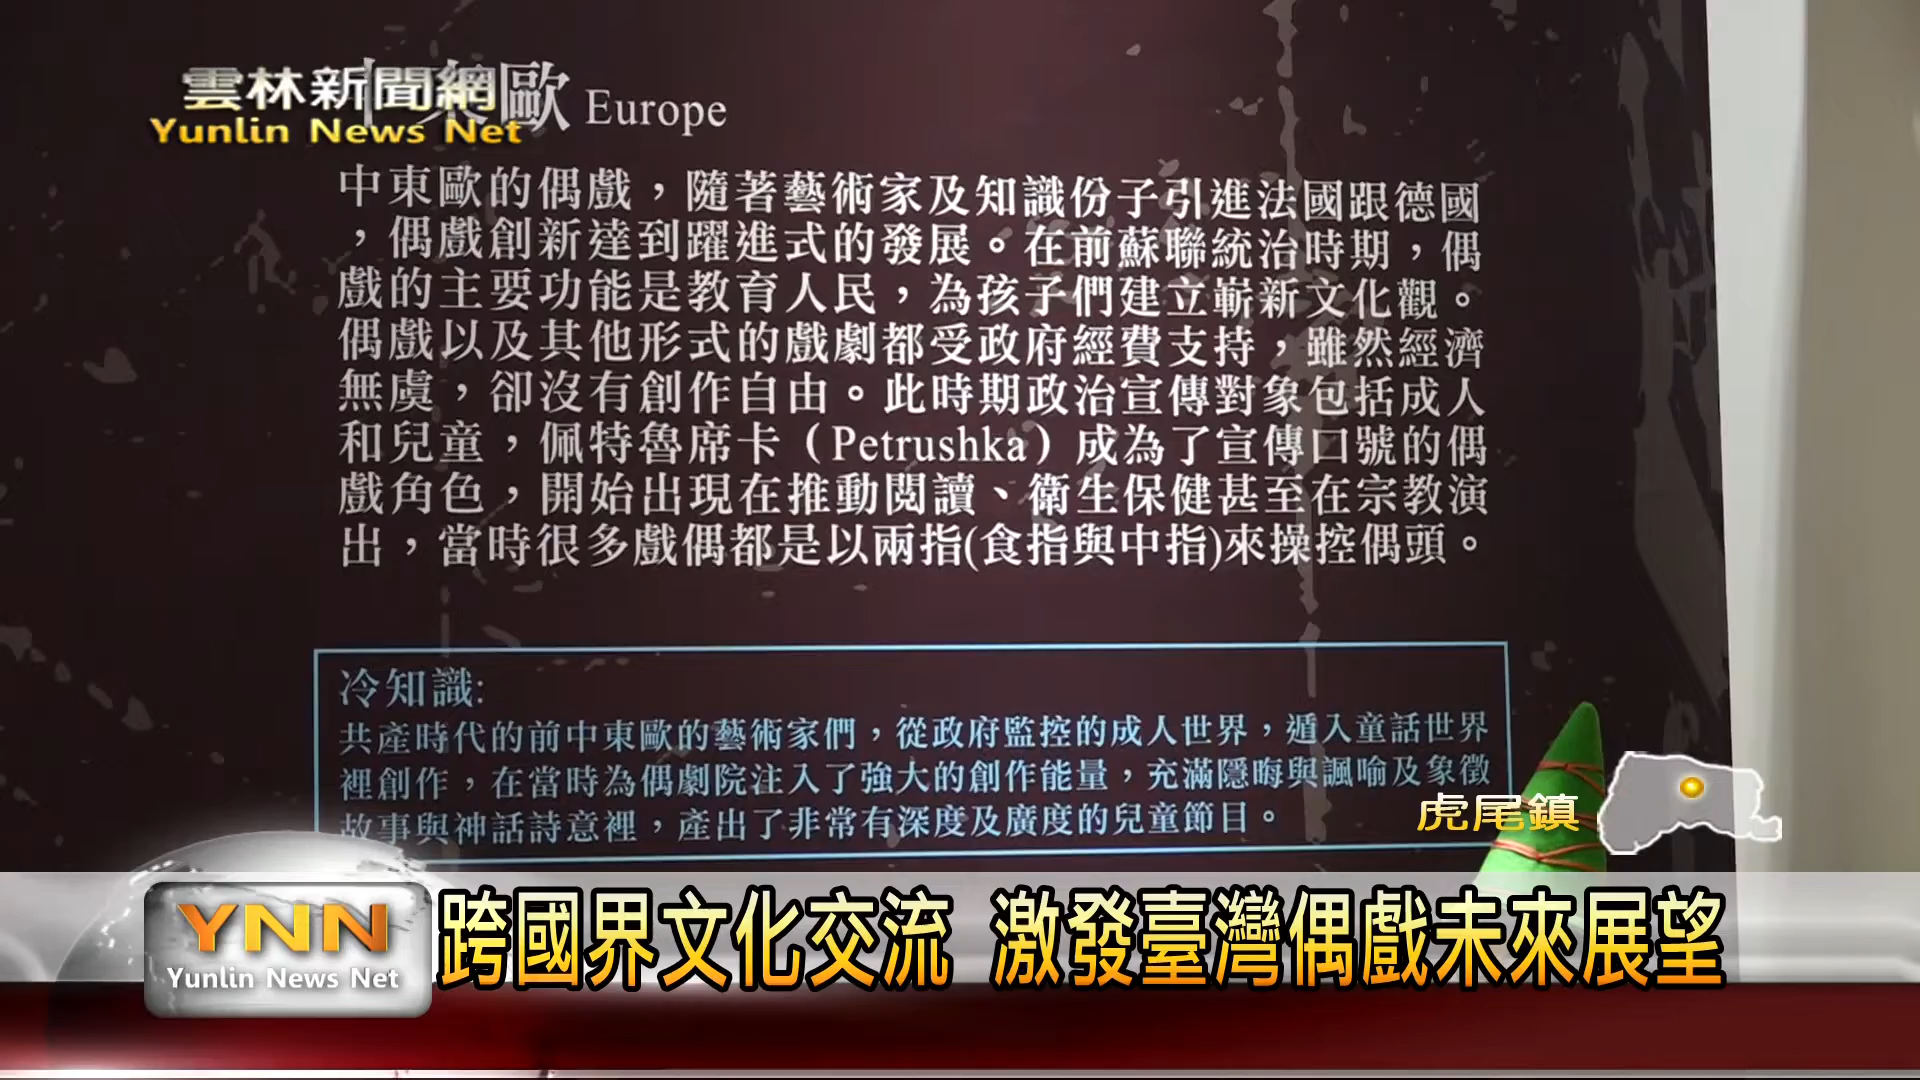 雲林新聞網
Yunlin News Net
中東歐 Europe
中東歐的偶戲，隨著藝術家及知識份子引進法國跟德國
，偶戲創新達到躍進式的發展。在前蘇聯統治時期，偶
戲的主要功能是教育人民，為孩子們建立嶄新文化觀。
偶戲以及其他形式的戲劇都受政府經費支持，雖然經濟
無虞，卻沒有創作自由。此時期政治宣傳對象包括成人
和兒童，佩特魯席卡（Petrushka）成為了宣傳口號的偶
戲角色，開始出現在推動閱讀、衛生保健甚至在宗教演
出，當時很多戲偶都是以兩指(食指與中指)來操控偶頭。
冷知識:
共產時代的前中東歐的藝術家們，從政府監控的成人世界，遁入童話世界
裡創作，在當時為偶劇院注入了強大的創作能量，充滿隱晦與諷喻及象徵
故事與神話詩意裡，產出了非常有深度及廣度的兒童節目。
虎尾鎮
YNN
Yunlin News Net
跨國界文化交流 激發臺灣偶戲未來展望